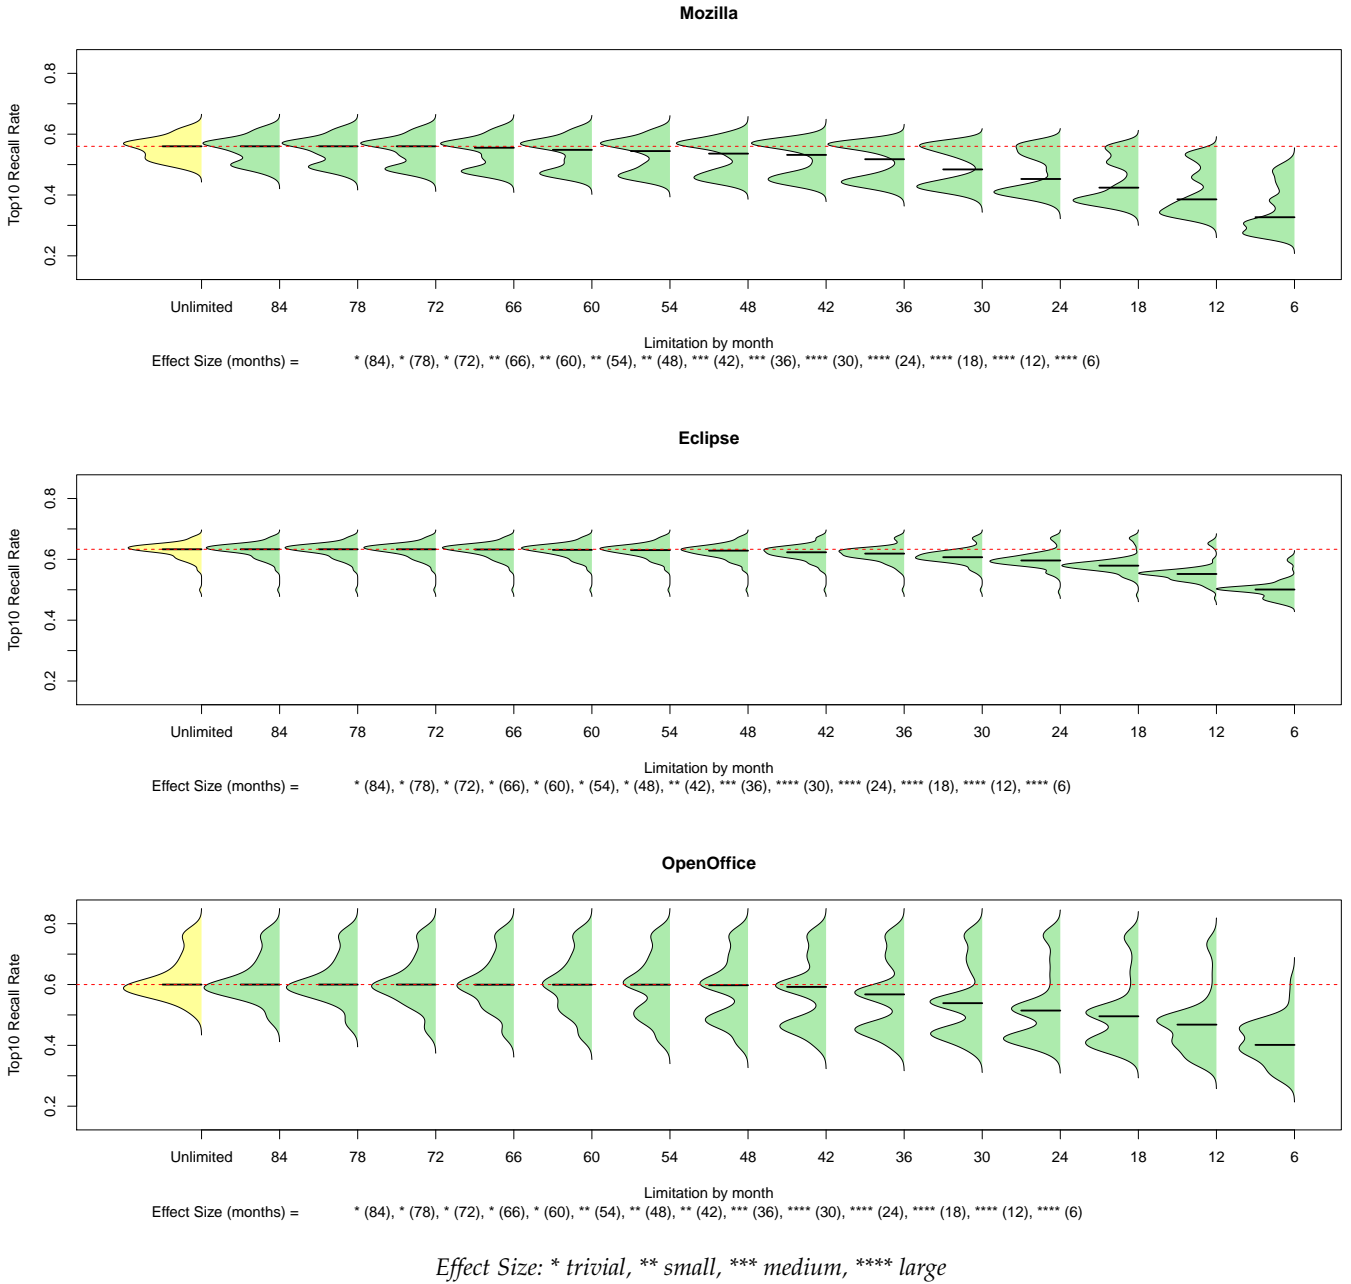 Mozilla
Top10 Recall Rate
0.8
0.6
0.4
0.2
Unlimited 84 78 72 66 60 54 48 42 36 30 24 18 12 6
Limitation by month
Effect Size (months) = * (84), * (78), * (72), ** (66), ** (60), ** (54), ** (48), *** (42), *** (36), **** (30), **** (24), **** (18), **** (12), **** (6)
Eclipse
Top10 Recall Rate
0.8
0.6
0.4
0.2
Unlimited 84 78 72 66 60 54 48 42 36 30 24 18 12 6
Limitation by month
Effect Size (months) = * (84), * (78), * (72), * (66), * (60), * (54), * (48), ** (42), *** (36), **** (30), **** (24), **** (18), **** (12), **** (6)
OpenOffice
Top10 Recall Rate
0.8
0.6
0.4
0.2
Unlimited 84 78 72 66 60 54 48 42 36 30 24 18 12 6
Limitation by month
Effect Size (months) = * (84), * (78), * (72), * (66), * (60), ** (54), ** (48), ** (42), *** (36), **** (30), **** (24), **** (18), **** (12), **** (6)
Effect Size: * trivial, ** small, *** medium, **** large